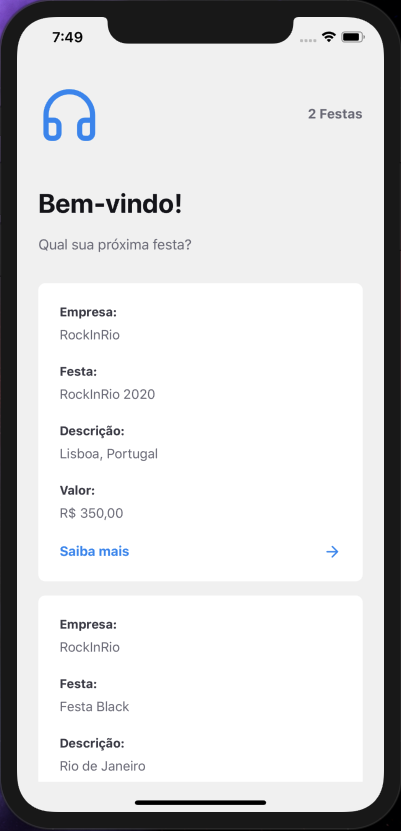 7:49
2 Festas
Bem-vindo!
Qual sua próxima festa?
Empresa:
RockInRio
Festa:
RockInRio 2020
Descrição:
Lisboa, Portugal
Valor:
R$ 350,00
Saiba mais
Empresa:
RockInRio
Festa:
Festa Black
Descrição:
Rio de Janeiro